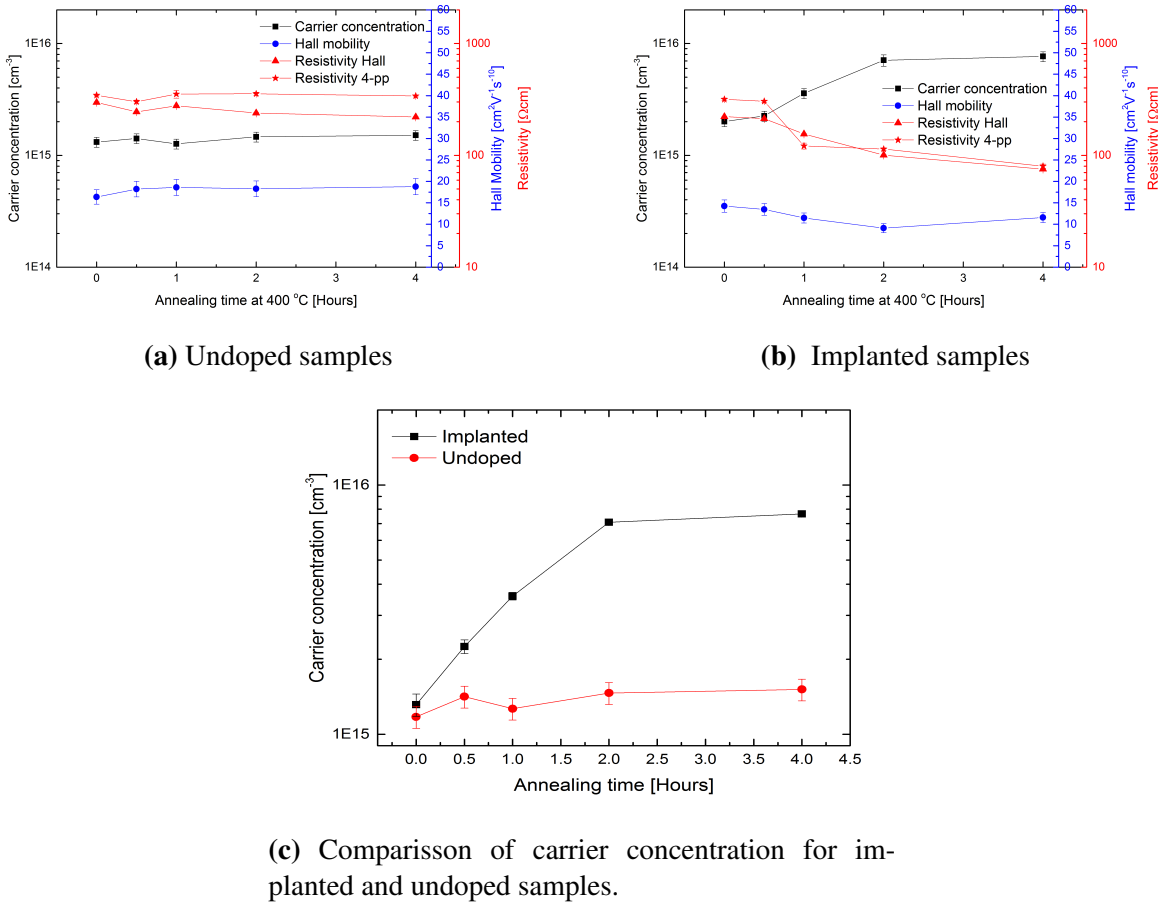 Carrier concentration
Hall mobility
Resistivity Hall
Resistivity 4-pp
1E16
1E15
1E14
Carrier concentration [cm⁻³]
0 1 2 3 4
Annealing time at 400 °C [Hours]
60
55
50
45
40
35
30
25
20
15
10
5
0
Hall Mobility [cm²V⁻¹s⁻¹⁰]
1000
100
10
Resistivity [Ωcm]
(a) Undoped samples
Carrier concentration
Hall mobility
Resistivity Hall
Resistivity 4-pp
1E16
1E15
1E14
Carrier concentration [cm⁻³]
0 1 2 3 4
Annealing time at 400 °C [Hours]
60
55
50
45
40
35
30
25
20
15
10
5
0
Hall mobility [cm²V⁻¹s⁻¹⁰]
1000
100
10
Resistivity [Ωcm]
(b) Implanted samples
Implanted
Undoped
1E16
1E15
Carrier concentration [cm⁻³]
0.0 0.5 1.0 1.5 2.0 2.5 3.0 3.5 4.0 4.5
Annealing time [Hours]
(c) Comparisson of carrier concentration for im-
planted and undoped samples.